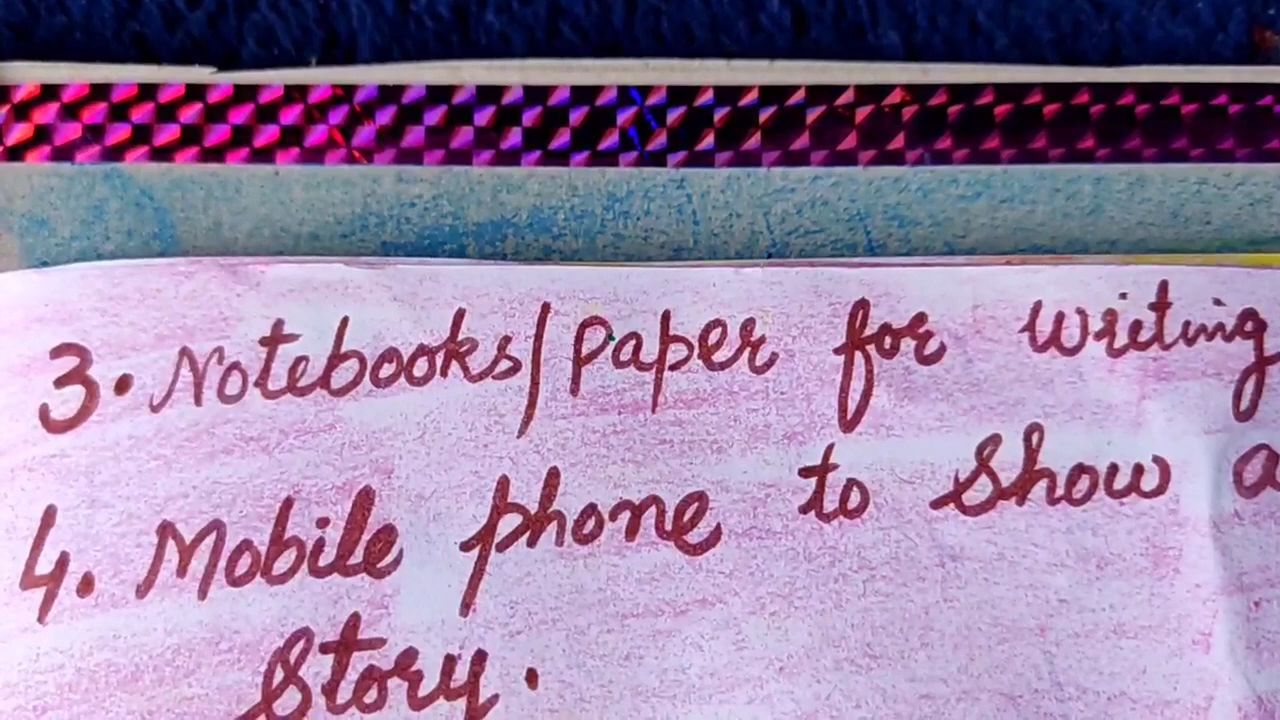 3. Notebooks/Paper for Writing
4. Mobile phone to Show a
Story.